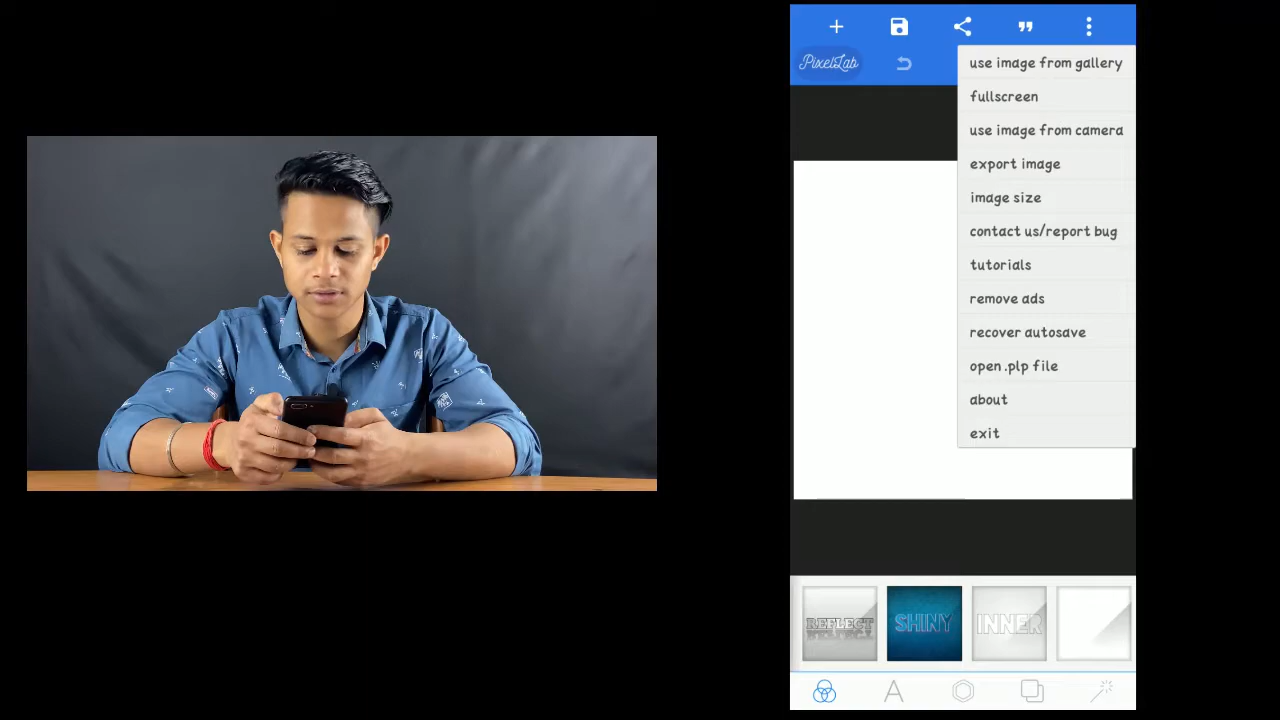 PixelLab
use image from gallery
fullscreen
use image from camera
export image
image size
contact us/report bug
tutorials
remove ads
recover autosave
open .plp file
about
exit
REFLECT
SHINY
INNER
A